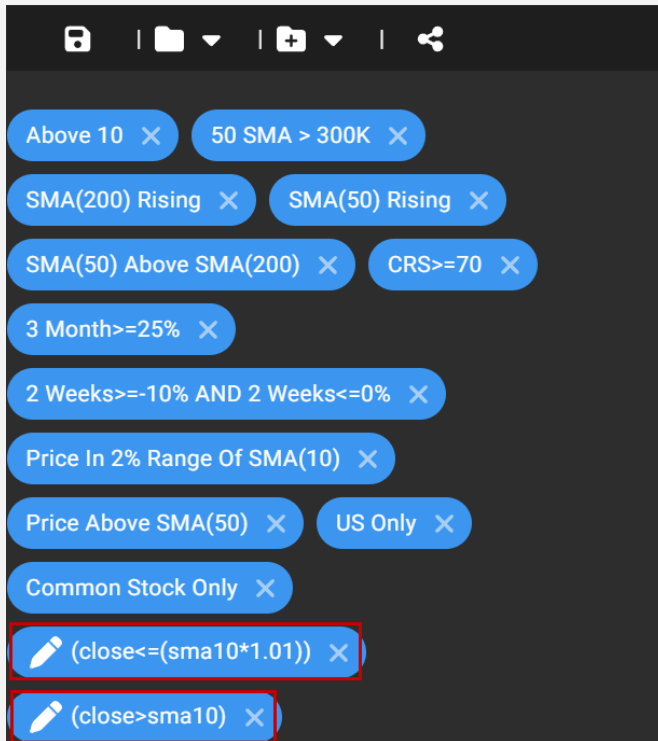 Above 10 50 SMA > 300K
SMA(200) Rising SMA(50) Rising
SMA(50) Above SMA(200) CRS>=70
3 Month>=25%
2 Weeks>=-10% AND 2 Weeks<=0%
Price In 2% Range Of SMA(10)
Price Above SMA(50) US Only
Common Stock Only
(close<=(sma10*1.01))
(close>sma10)